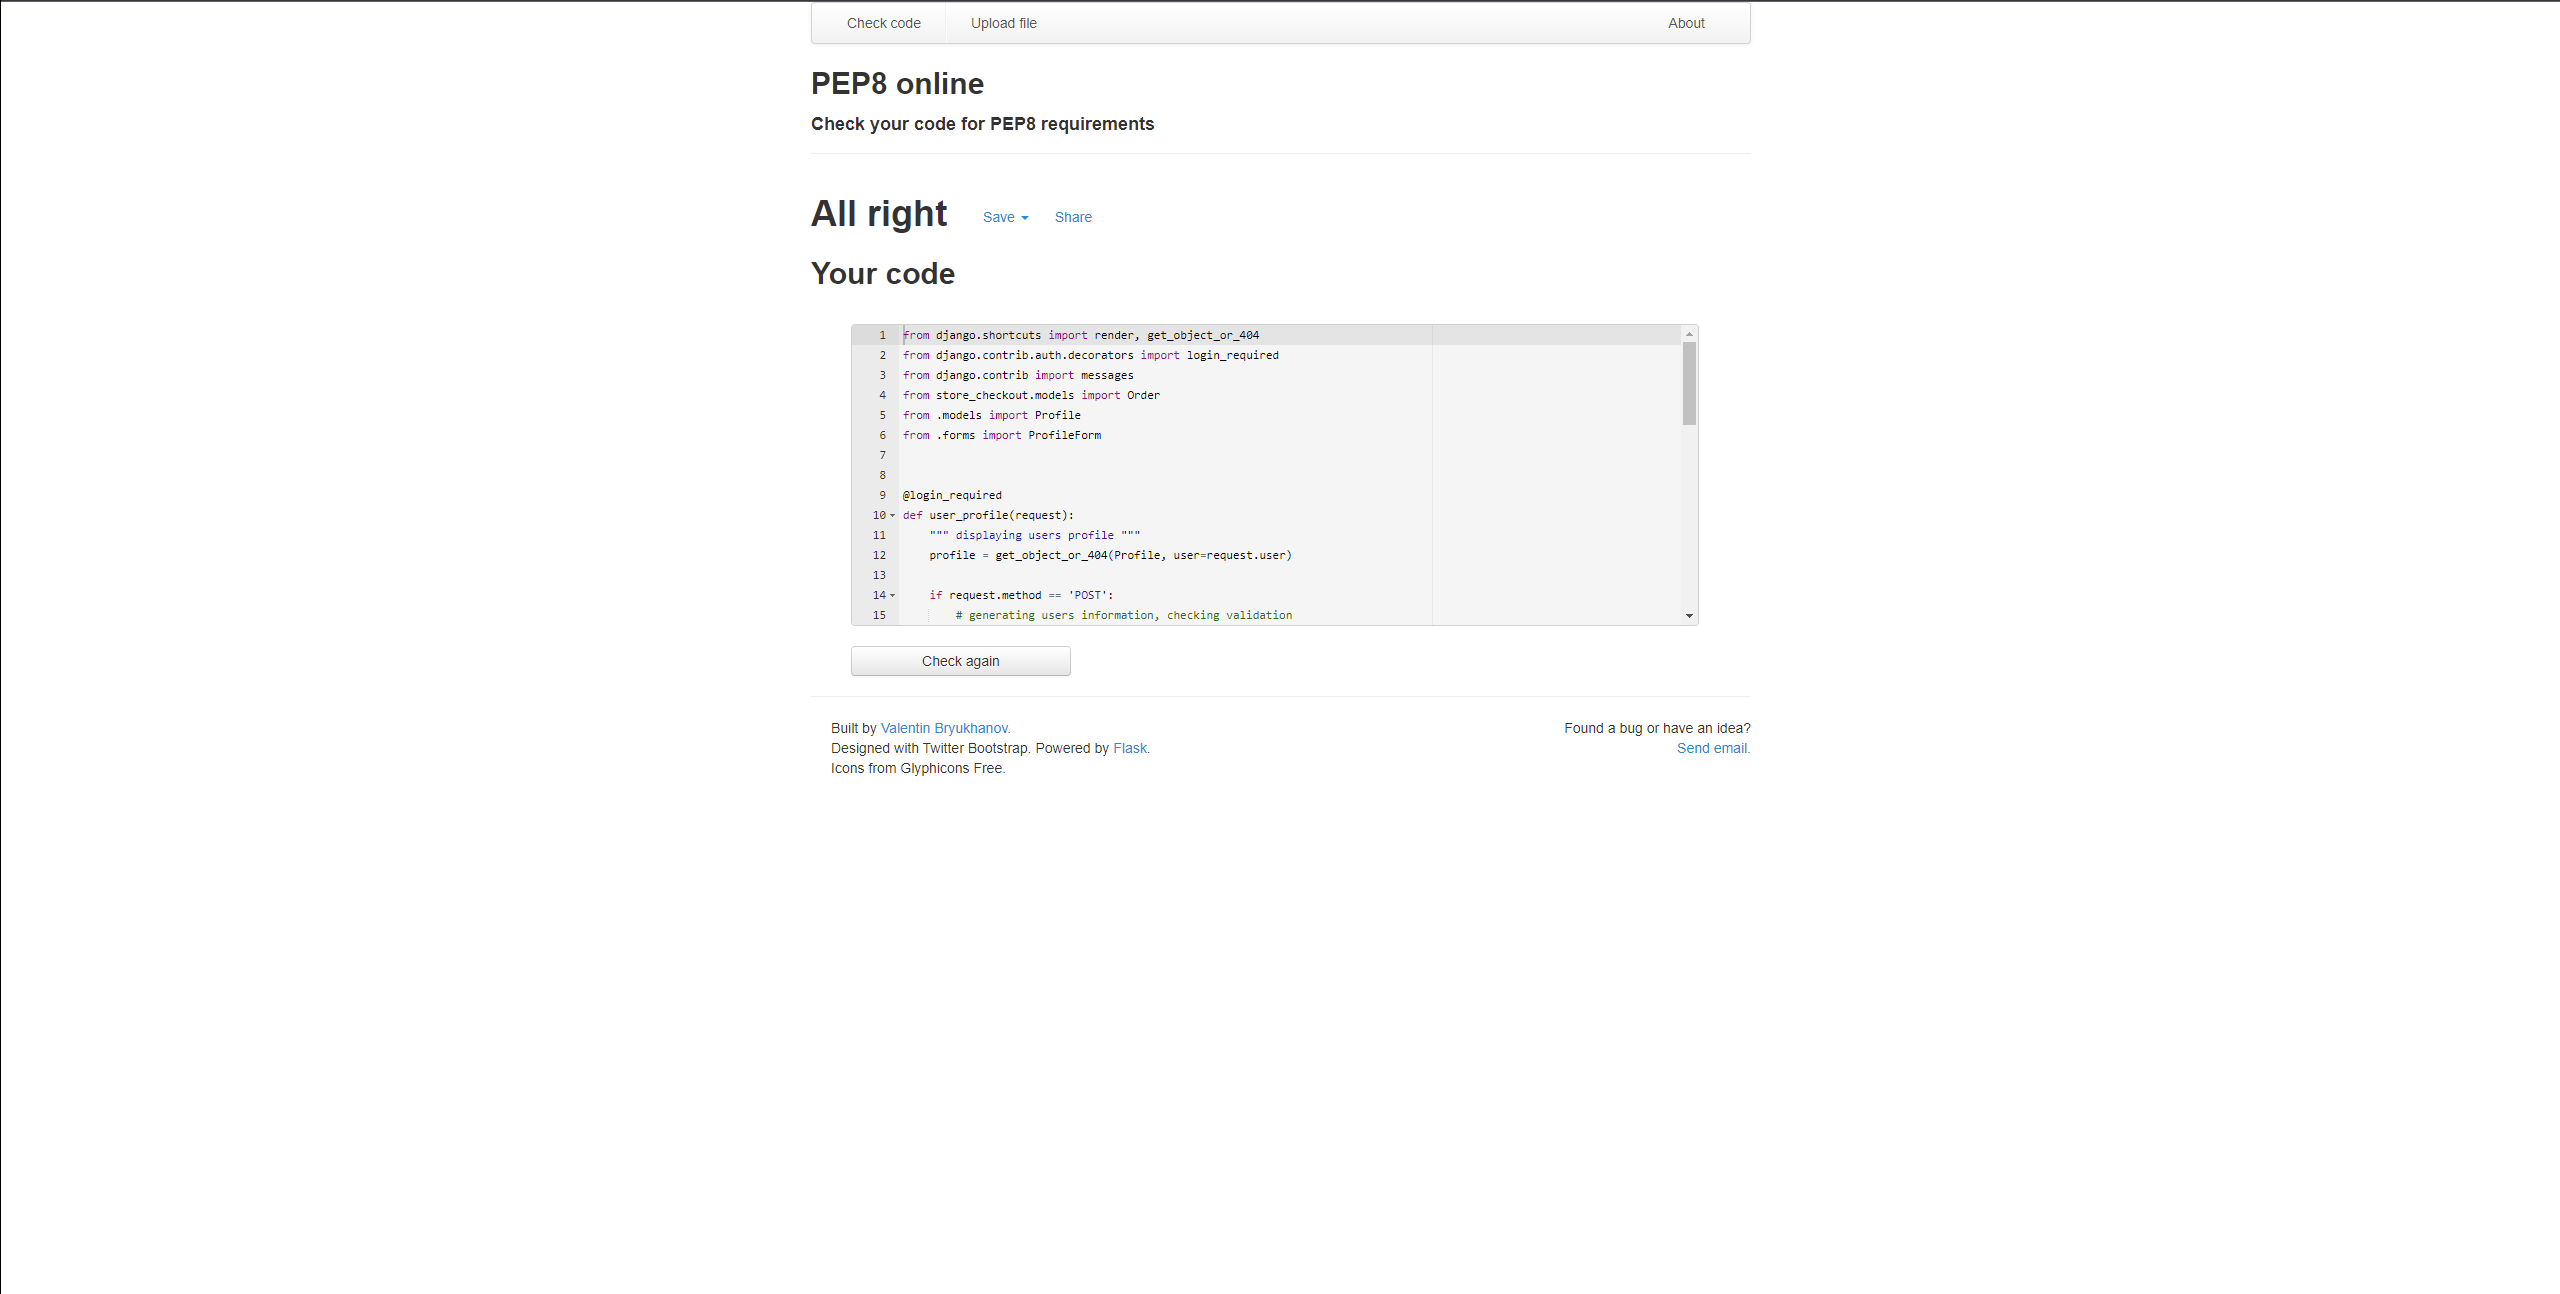 Check code Upload file About
PEP8 online
Check your code for PEP8 requirements
All right Save Share
Your code
1 from django.shortcuts import render, get_object_or_404
2 from django.contrib.auth.decorators import login_required
3 from django.contrib import messages
4 from store_checkout.models import Order
5 from .models import Profile
6 from .forms import ProfileForm
7
8
9 @login_required
10 def user_profile(request):
11     """ displaying users profile """
12     profile = get_object_or_404(Profile, user=request.user)
13
14     if request.method == 'POST':
15         # generating users information, checking validation
Check again
Built by Valentin Bryukhanov. Found a bug or have an idea?
Designed with Twitter Bootstrap. Powered by Flask. Send email.
Icons from Glyphicons Free.